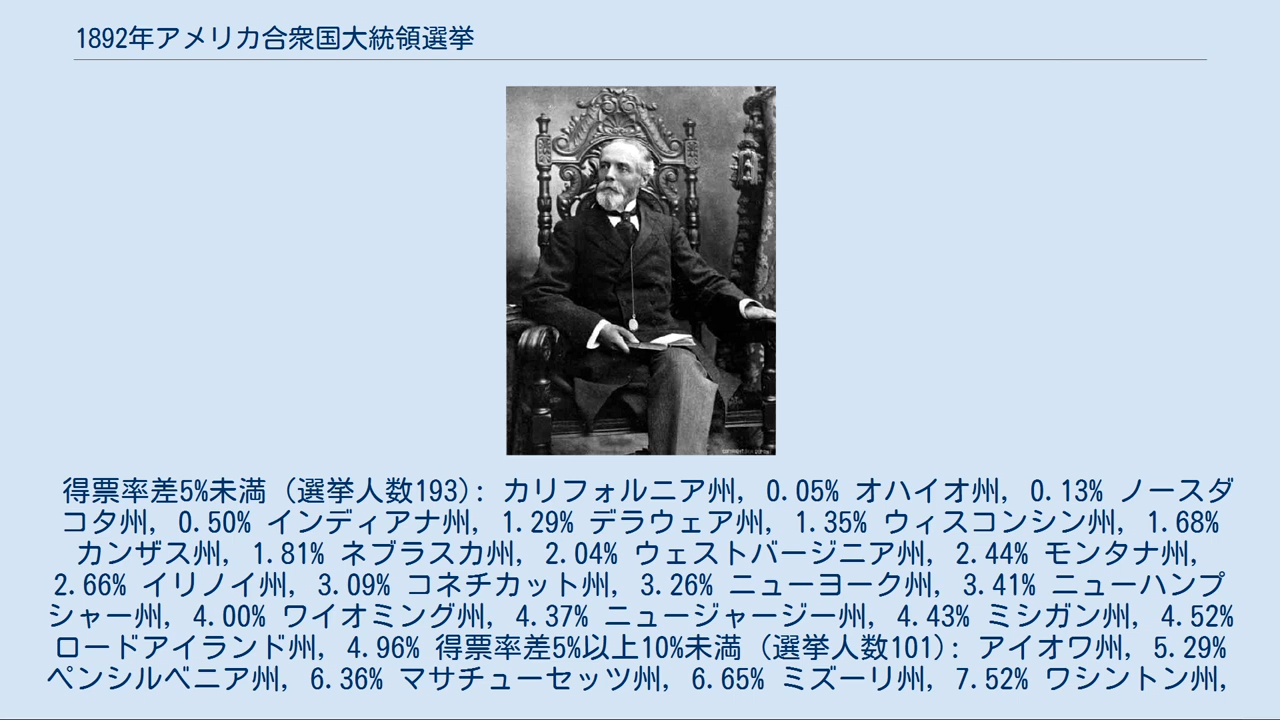 1892年アメリカ合衆国大統領選挙
得票率差5%未満（選挙人数193）: カリフォルニア州, 0.05% オハイオ州, 0.13% ノースダ
コタ州, 0.50% インディアナ州, 1.29% デラウェア州, 1.35% ウィスコンシン州, 1.68%
カンザス州, 1.81% ネブラスカ州, 2.04% ウェストバージニア州, 2.44% モンタナ州,
2.66% イリノイ州, 3.09% コネチカット州, 3.26% ニューヨーク州, 3.41% ニューハンプ
シャー州, 4.00% ワイオミング州, 4.37% ニュージャージー州, 4.43% ミシガン州, 4.52%
ロードアイランド州, 4.96% 得票率差5%以上10%未満（選挙人数101）: アイオワ州, 5.29%
ペンシルベニア州, 6.36% マサチューセッツ州, 6.65% ミズーリ州, 7.52% ワシントン州,